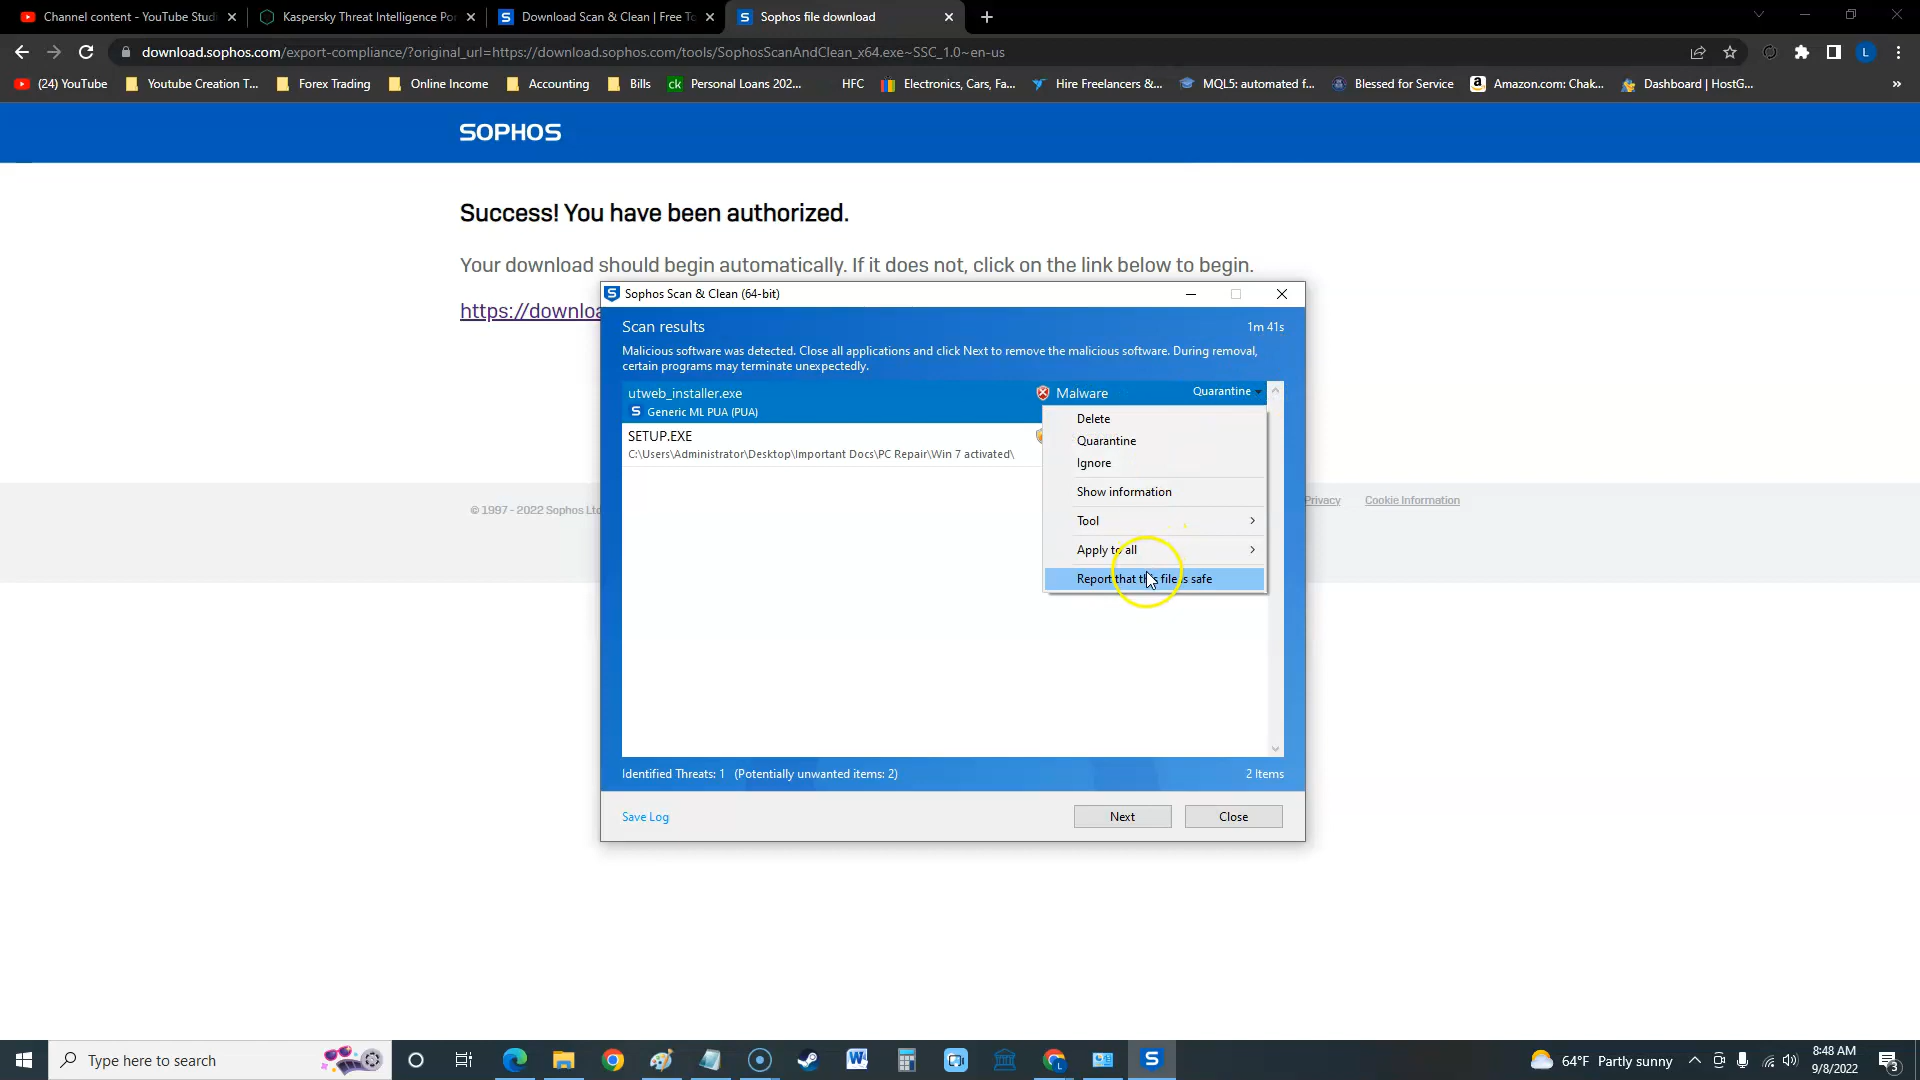 Channel content - YouTube Studi
Kaspersky Threat Intelligence Por
Download Scan & Clean | Free To
Sophos file download
download.sophos.com/export-compliance/?original_url=https://download.sophos.com/tools/SophosScanAndClean_x64.exe~SSC_1.0~en-us
L
(24) YouTube
Youtube Creation T...
Forex Trading
Online Income
Accounting
Bills
ck Personal Loans 202...
HFC
Electronics, Cars, Fa...
Hire Freelancers &...
MQL5: automated f...
Blessed for Service
Amazon.com: Chak...
Dashboard | HostG...
»
SOPHOS
Success! You have been authorized.
Your download should begin automatically. If it does not, click on the link below to begin.
https://downloa
Sophos Scan & Clean (64-bit)
Scan results
1m 41s
Malicious software was detected. Close all applications and click Next to remove the malicious software. During removal,
certain programs may terminate unexpectedly.
utweb_installer.exe
Malware
Quarantine
S Generic ML PUA (PUA)
SETUP.EXE
C:\Users\Administrator\Desktop\Important Docs\PC Repair\Win 7 activated\
Delete
Quarantine
Ignore
Show information
Tool
Apply to all
Report that this file is safe
© 1997 - 2022 Sophos Ltd
Privacy
Cookie Information
Identified Threats: 1 (Potentially unwanted items: 2)
2 Items
Save Log
Next
Close
Type here to search
64°F Partly sunny
8:48 AM
9/8/2022
3